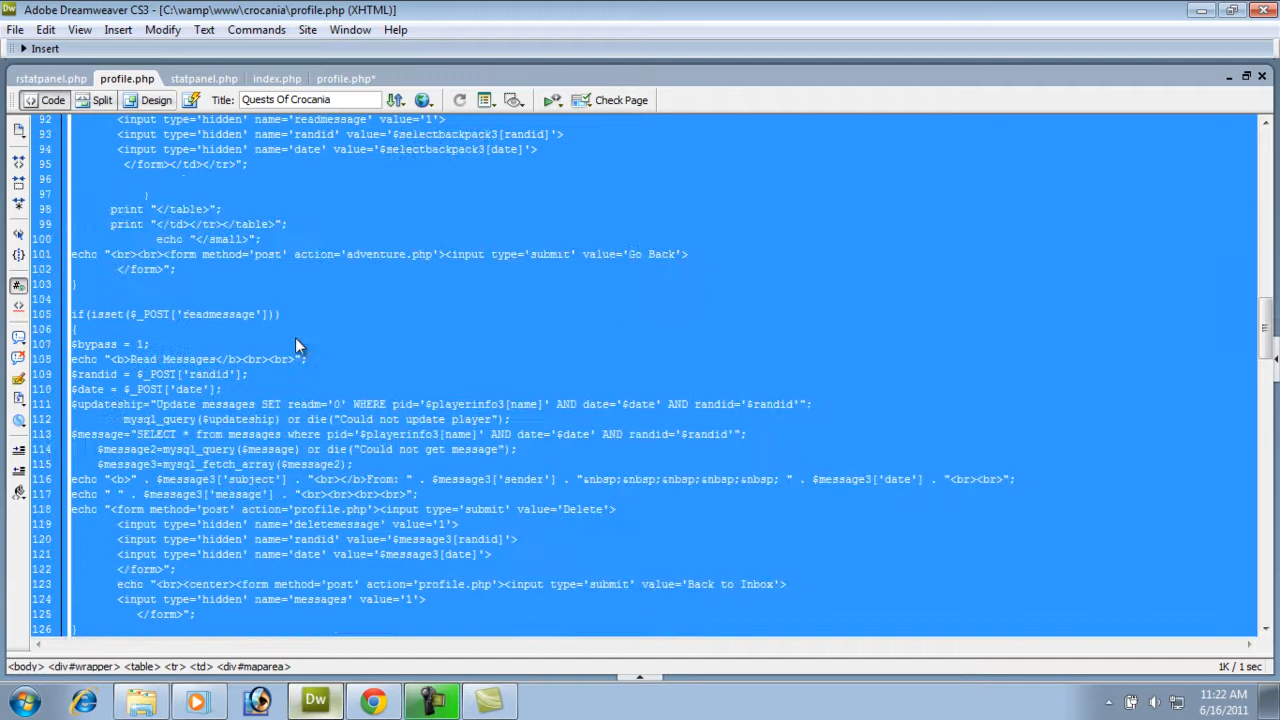 Adobe Dreamweaver CS3 - [C:\wamp\www\crocania\profile.php (XHTML)]
File Edit View Insert Modify Text Commands Site Window Help
Insert
rstatpanel.php profile.php statpanel.php index.php profile.php*
Code Split Design Title: Quests Of Crocania Check Page
92 <input type='hidden' name='readmessage' value='1'>
93 <input type='hidden' name='randid' value='$selectbackpack3[randid]'>
94 <input type='hidden' name='date' value='$selectbackpack3[date]'>
95 </form></td></tr>";
96
97 }
98 print "</table>";
99 print "</td></tr></table>";
100 echo "</small>";
101 echo "<br><br><form method='post' action='adventure.php'><input type='submit' value='Go Back'>
102 </form>";
103 }
104
105 if(isset($_POST['readmessage']))
106 {
107 $bypass = 1;
108 echo "<b>Read Messages</b><br><br>";
109 $randid = $_POST['randid'];
110 $date = $_POST['date'];
111 $updateship="Update messages SET readm='0' WHERE pid='$playerinfo3[name]' AND date='$date' AND randid='$randid'";
112 mysql_query($updateship) or die("Could not update player");
113 $message="SELECT * from messages where pid='$playerinfo3[name]' AND date='$date' AND randid='$randid'";
114 $message2=mysql_query($message) or die("Could not get message");
115 $message3=mysql_fetch_array($message2);
116 echo "<b>" . $message3['subject'] . "<br></b>From: " . $message3['sender'] . "&nbsp;&nbsp;&nbsp;&nbsp;&nbsp; " . $message3['date'] . "<br><br>";
117 echo " " . $message3['message'] . "<br><br><br><br>";
118 echo "<form method='post' action='profile.php'><input type='submit' value='Delete'>
119 <input type='hidden' name='deletemessage' value='1'>
120 <input type='hidden' name='randid' value='$message3[randid]'>
121 <input type='hidden' name='date' value='$message3[date]'>
122 </form>";
123 echo "<br><center><form method='post' action='profile.php'><input type='submit' value='Back to Inbox'>
124 <input type='hidden' name='messages' value='1'>
125 </form>";
126 }
<body> <div#wrapper> <table> <tr> <td> <div#maparea> 1K / 1 sec
11:22 AM
6/16/2011